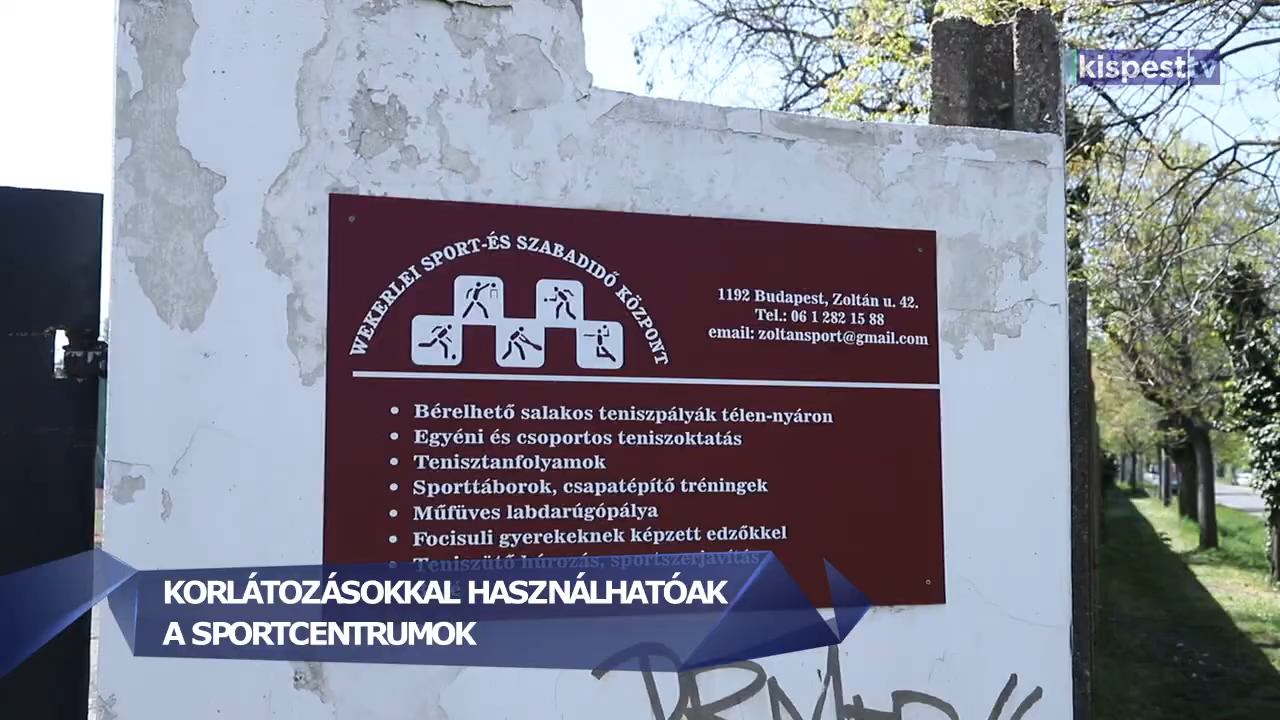 kispest tv
WEKERLEI SPORT-ÉS SZABADIDŐ KÖZPONT
1192 Budapest, Zoltán u. 42.
Tel.: 06 1 282 15 88
email: zoltansport@gmail.com
• Bérelhető salakos teniszpályák télen-nyáron
• Egyéni és csoportos teniszoktatás
• Tenisztanfolyamok
• Sporttáborok, csapatépítő tréningek
• Műfüves labdarúgópálya
• Focisuli gyerekeknek képzett edzőkkel
• Teniszütő húrozás, sportszerjavítás
KORLÁTOZÁSOKKAL HASZNÁLHATÓAK
A SPORTCENTRUMOK